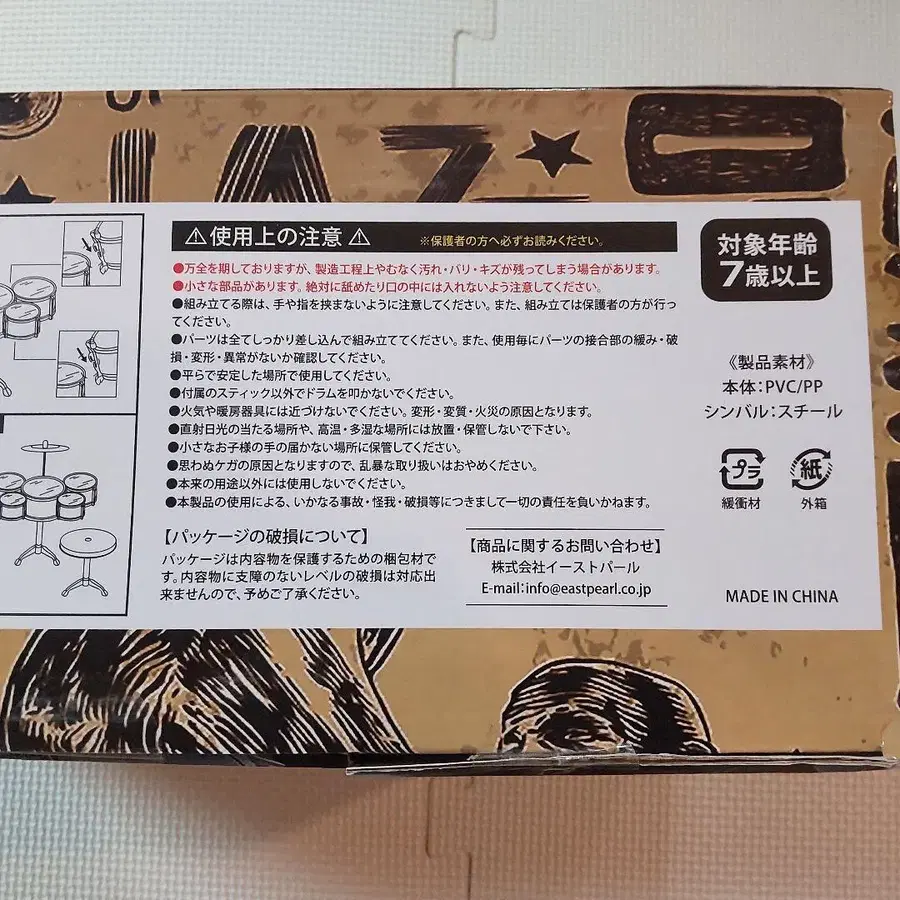 JAZ
⚠使用上の注意⚠ ※保護者の方へ必ずお読みください。
●万全を期しておりますが、製造工程上やむなく汚れ・バリ・キズが残ってしまう場合があります。
●小さな部品があります。絶対に舐めたり口の中には入れないよう注意してください。
●組み立てる際は、手や指を挟まないように注意してください。また、組み立ては保護者の方が行っ
てください。
●パーツは全てしっかり差し込んで組み立ててください。また、使用毎にパーツの接合部の緩み・破
損・変形・異常がないか確認してください。
●平らで安定した場所で使用してください。
●付属のスティック以外でドラムを叩かないでください。
●火気や暖房器具には近づけないでください。変形・変質・火災の原因となります。
●直射日光の当たる場所や、高温・多湿な場所には放置・保管しないで下さい。
●小さなお子様の手の届かない場所に保管してください。
●思わぬケガの原因となりますので、乱暴な取り扱いはおやめください。
●本来の用途以外には使用しないでください。
●本製品の使用による、いかなる事故・怪我・破損等につきまして一切の責任を負いかねます。
【パッケージの破損について】
パッケージは内容物を保護するための梱包材で
す。内容物に支障のないレベルの破損は対応出
来ませんので、予めご了承ください。
【商品に関するお問い合わせ】
株式会社イーストパール
E-mail:info@eastpearl.co.jp
対象年齢
7歳以上
《製品素材》
本体:PVC/PP
シンバル:スチール
プラ
緩衝材
紙
外箱
MADE IN CHINA